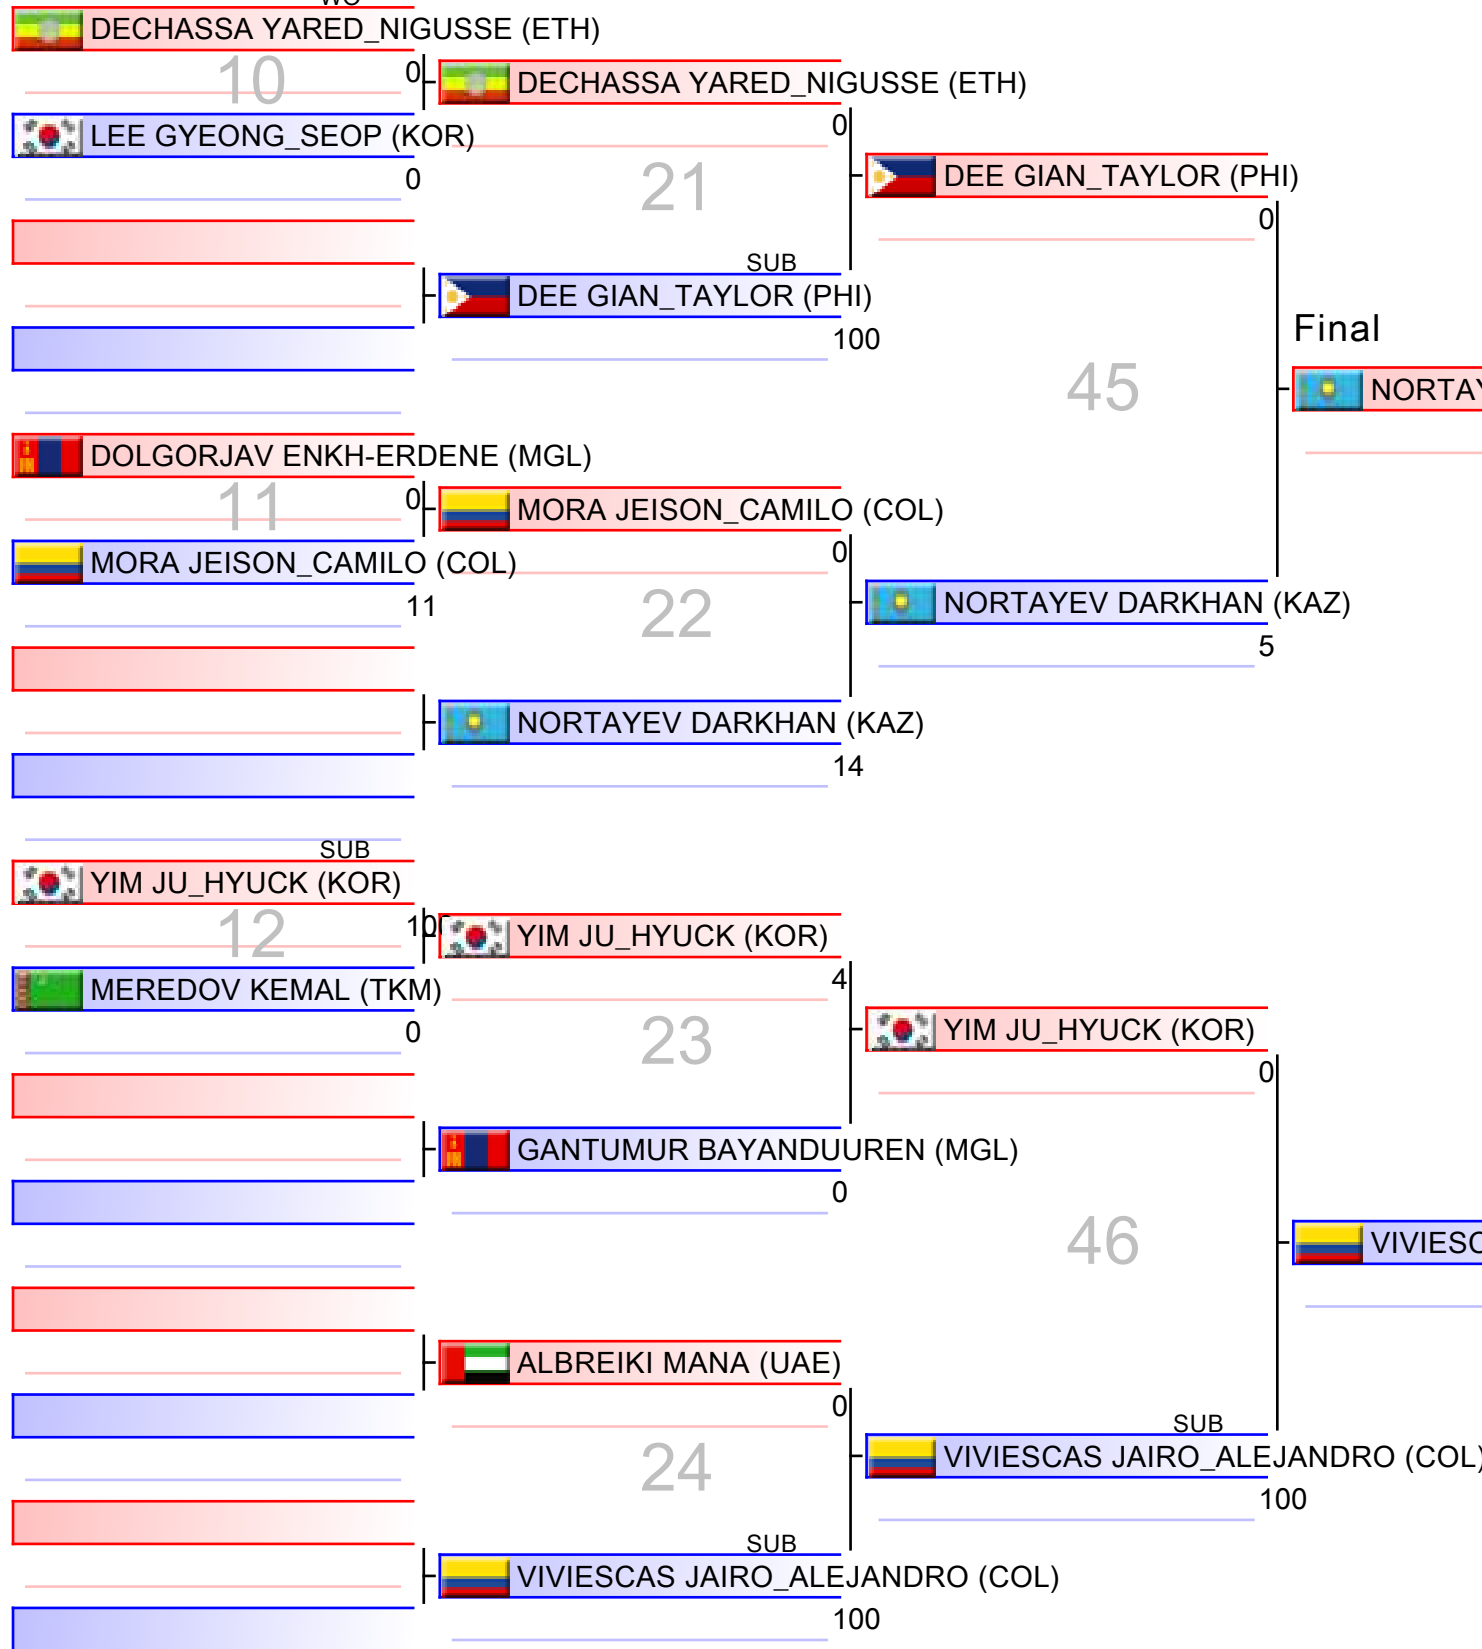 DECHASSA YARED_NIGUSSE (ETH)
10
0
DECHASSA YARED_NIGUSSE (ETH)
0
LEE GYEONG_SEOP (KOR)
0
21
DEE GIAN_TAYLOR (PHI)
0
SUB
DEE GIAN_TAYLOR (PHI)
100
45
Final
DOLGORJAV ENKH-ERDENE (MGL)
11
0
MORA JEISON_CAMILO (COL)
0
MORA JEISON_CAMILO (COL)
11
22
NORTAYEV DARKHAN (KAZ)
5
NORTAYEV DARKHAN (KAZ)
14
SUB
YIM JU_HYUCK (KOR)
12
YIM JU_HYUCK (KOR)
4
MEREDOV KEMAL (TKM)
0
23
YIM JU_HYUCK (KOR)
0
GANTUMUR BAYANDUUREN (MGL)
0
46
ALBREIKI MANA (UAE)
0
24
SUB
VIVIESCAS JAIRO_ALEJANDRO (COL)
100
SUB
VIVIESCAS JAIRO_ALEJANDRO (COL)
100